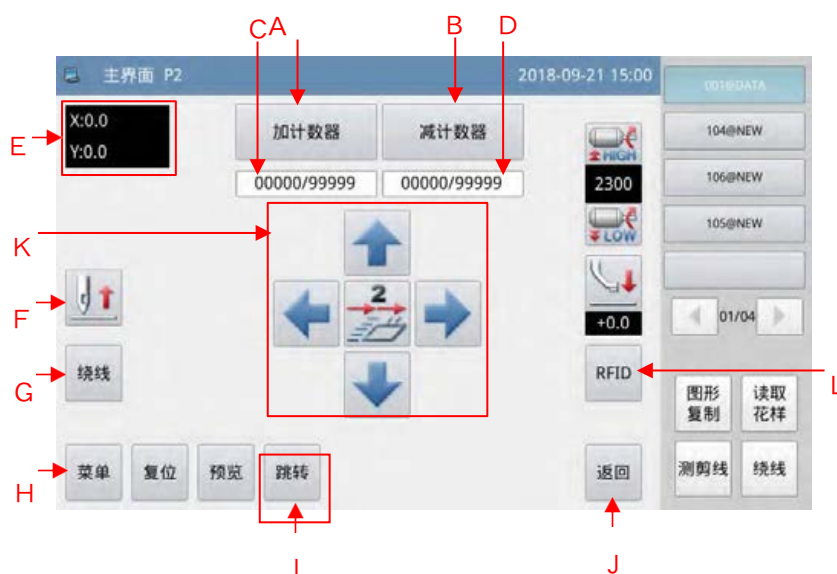 CA
B
D
主界面 P2
2018-09-21 15:00
001@DATA
X:0.0
Y:0.0
E
加计数器
减计数器
HIGH
104@NEW
00000/99999
00000/99999
2300
106@NEW
LOW
105@NEW
K
2
F
+0.0
01/04
G
绕线
RFID
L
图形
复制
读取
花样
H
菜单
复位
预览
跳转
返回
测剪线
绕线
I
J